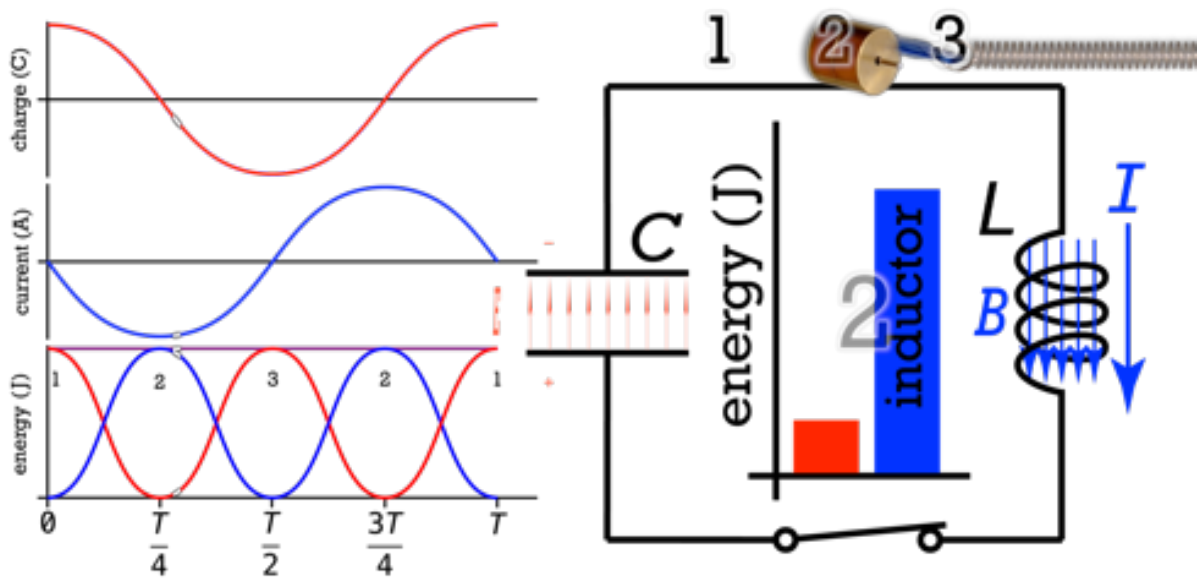 charge (C)
current (A)
energy (J)
1
2
3
2
1
0
T
4
T
2
3T
4
T
1
2
3
C
energy (J)
2
inductor
L
B
I
-
+